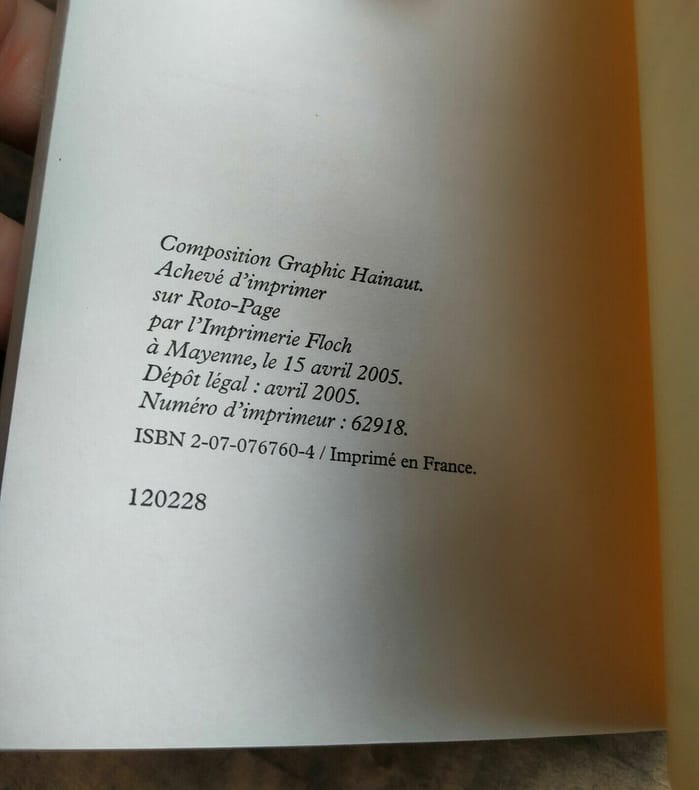 Composition Graphic Hainaut.
Achevé d'imprimer
sur Roto-Page
par l'Imprimerie Floch
à Mayenne, le 15 avril 2005.
Dépôt légal : avril 2005.
Numéro d'imprimeur : 62918.
ISBN 2-07-076760-4 / Imprimé en France.
120228